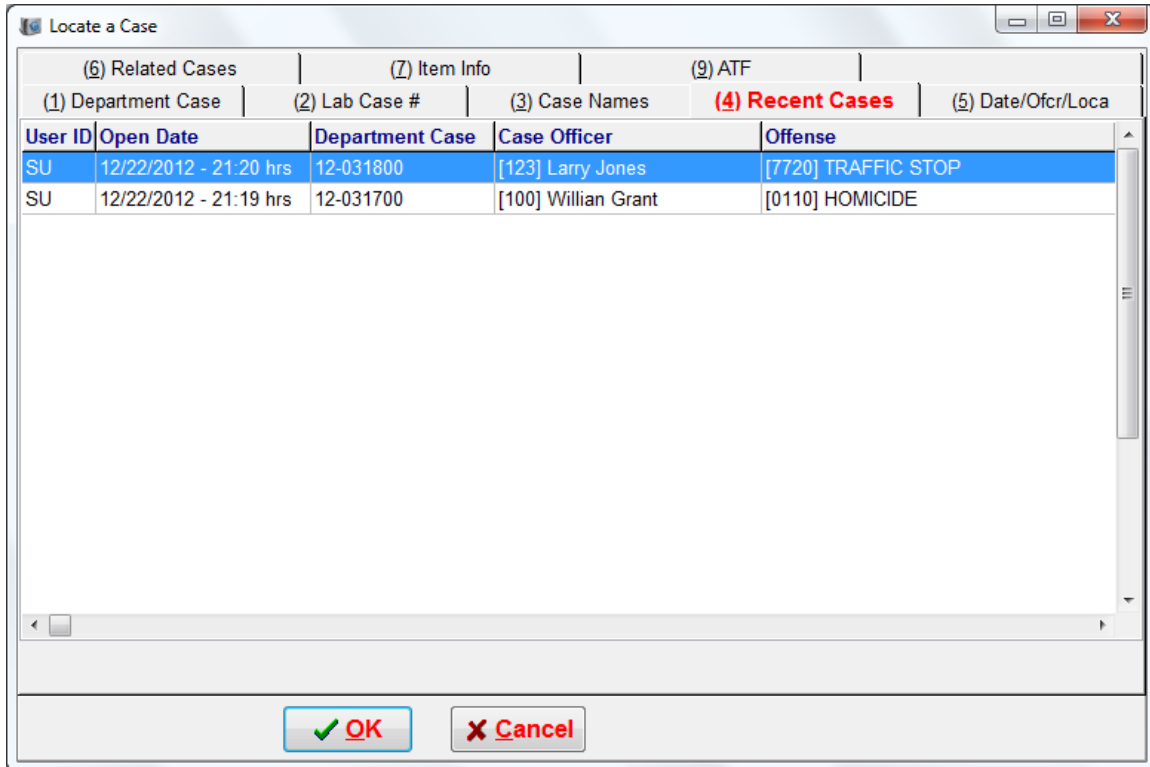 Locate a Case
(6) Related Cases (7) Item Info (9) ATF
(1) Department Case (2) Lab Case # (3) Case Names (4) Recent Cases (5) Date/Ofcr/Loca
User ID Open Date Department Case Case Officer Offense
SU 12/22/2012 - 21:20 hrs 12-031800 [123] Larry Jones [7720] TRAFFIC STOP
SU 12/22/2012 - 21:19 hrs 12-031700 [100] Willian Grant [0110] HOMICIDE
OK Cancel